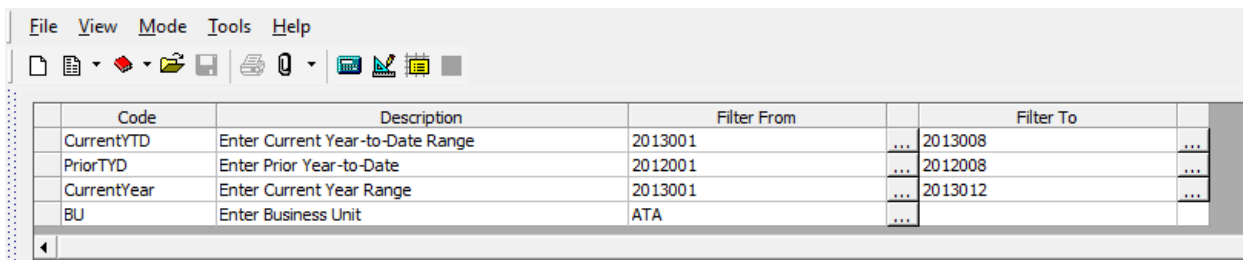 File View Mode Tools Help
Code Description Filter From Filter To
CurrentYTD Enter Current Year-to-Date Range 2013001 ... 2013008 ...
PriorTYD Enter Prior Year-to-Date 2012001 ... 2012008 ...
CurrentYear Enter Current Year Range 2013001 ... 2013012 ...
BU Enter Business Unit ATA ...